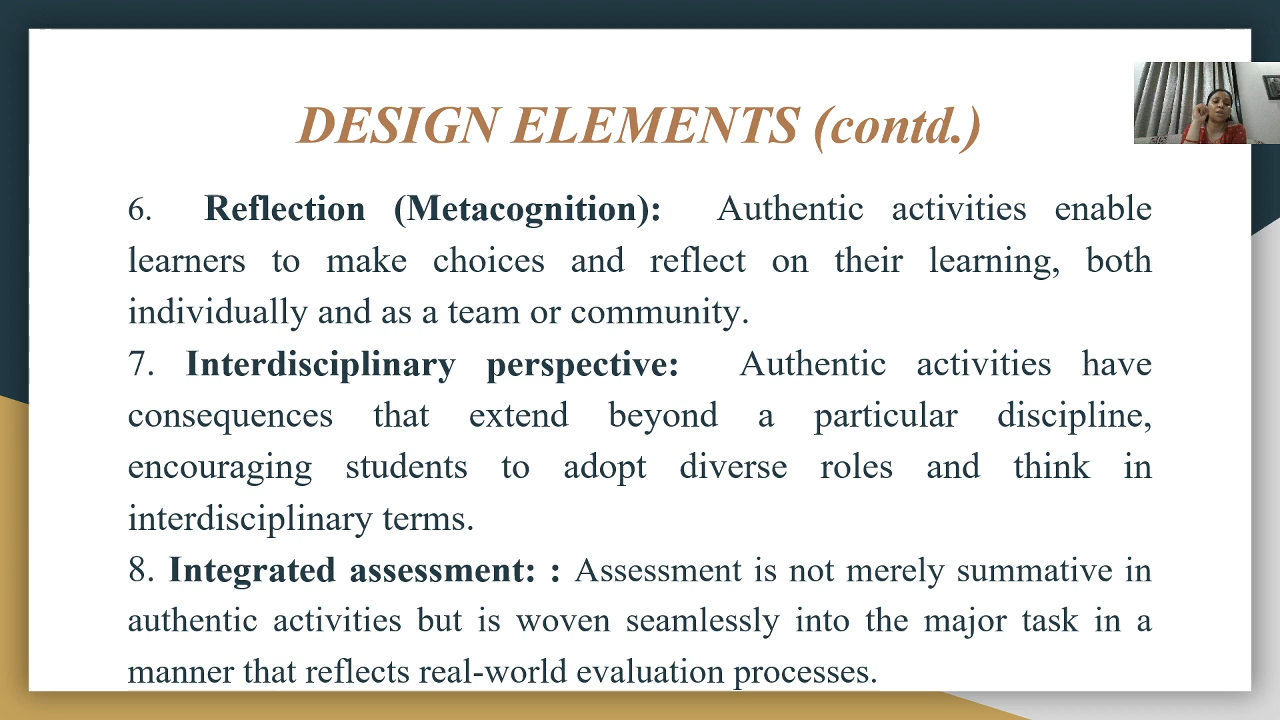 DESIGN ELEMENTS (contd.)
6. Reflection (Metacognition): Authentic activities enable
learners to make choices and reflect on their learning, both
individually and as a team or community.
7. Interdisciplinary perspective: Authentic activities have
consequences that extend beyond a particular discipline,
encouraging students to adopt diverse roles and think in
interdisciplinary terms.
8. Integrated assessment: : Assessment is not merely summative in
authentic activities but is woven seamlessly into the major task in a
manner that reflects real-world evaluation processes.